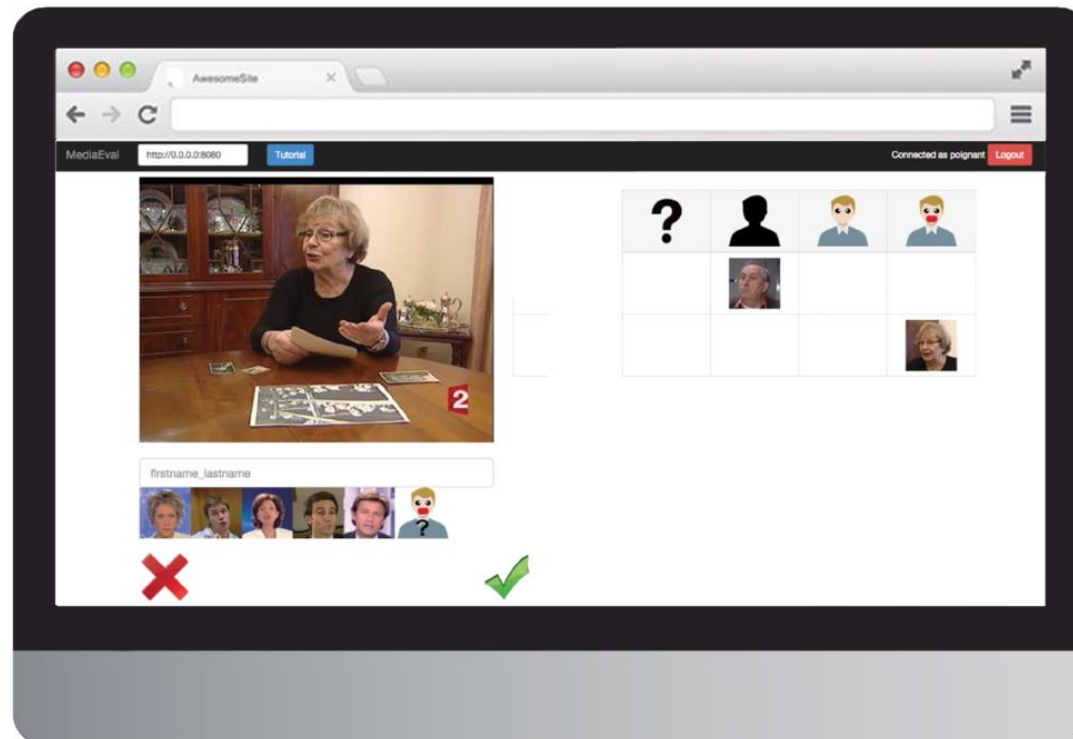 AwesomeSite
MediaEval http://0.0.0.0:8080 Tutorial Connected as poignant Logout
?
2
firstname_lastname
?